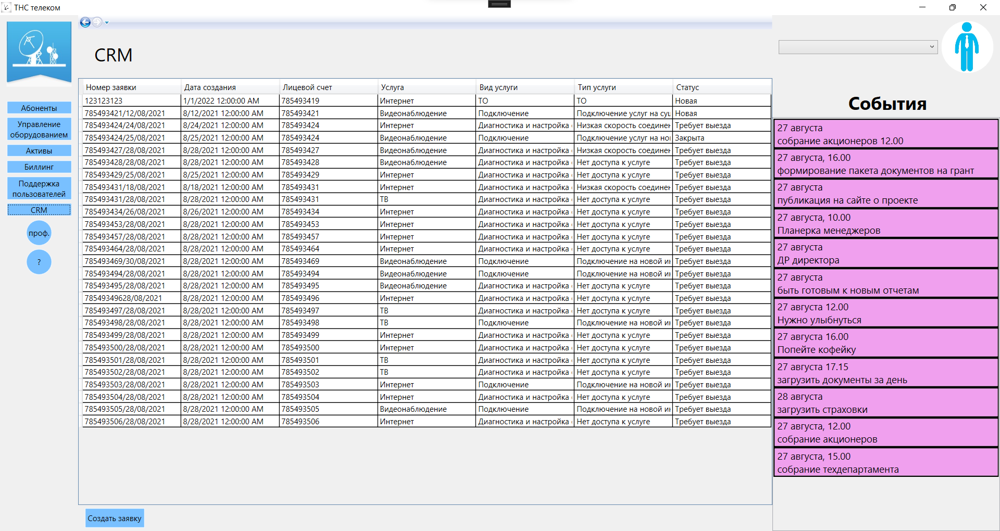 ТНС телеком
CRM
События
Абоненты
Управление
оборудованием
Активы
Биллинг
Поддержка
пользователей
CRM
проф.
?
Номер заявки Дата создания Лицевой счет Услуга Вид услуги Тип услуги Статус
123123123 1/1/2022 12:00:00 AM 785493419 Интернет ТО ТО Новая
785493421/12/08/2021 8/12/2021 12:00:00 AM 785493421 Видеонаблюдение Подключение Подключение услуг на Новая
785493424/24/08/2021 8/24/2021 12:00:00 AM 785493424 Интернет Диагностика и настройка Низкая скорость Требует выезда
785493424/25/08/2021 8/25/2021 12:00:00 AM 785493424 Видеонаблюдение Подключение Подключение услуг на Закрыта
785493427/28/08/2021 8/28/2021 12:00:00 AM 785493427 Видеонаблюдение Диагностика и настройка Низкая скорость Требует выезда
785493428/28/08/2021 8/28/2021 12:00:00 AM 785493428 Видеонаблюдение Диагностика и настройка Нет доступа к услуге Требует выезда
785493429/25/08/2021 8/25/2021 12:00:00 AM 785493429 Интернет Диагностика и настройка Нет доступа к услуге Требует выезда
785493431/18/08/2021 8/18/2021 12:00:00 AM 785493431 Интернет Диагностика и настройка Низкая скорость Требует выезда
785493431/28/08/2021 8/28/2021 12:00:00 AM 785493431 ТВ Диагностика и настройка Нет доступа к услуге Требует выезда
785493434/26/08/2021 8/26/2021 12:00:00 AM 785493434 Интернет Диагностика и настройка Нет доступа к услуге Требует выезда
785493453/28/08/2021 8/28/2021 12:00:00 AM 785493453 Интернет Диагностика и настройка Нет доступа к услуге Требует выезда
785493457/28/08/2021 8/28/2021 12:00:00 AM 785493457 Интернет Диагностика и настройка Нет доступа к услуге Требует выезда
785493464/28/08/2021 8/28/2021 12:00:00 AM 785493464 Интернет Диагностика и настройка Нет доступа к услуге Требует выезда
785493469/30/08/2021 8/28/2021 12:00:00 AM 785493469 Видеонаблюдение Подключение Подключение на новой Требует выезда
785493494/28/08/2021 8/28/2021 12:00:00 AM 785493494 Видеонаблюдение Подключение Подключение на новой Требует выезда
785493495/28/08/2021 8/28/2021 12:00:00 AM 785493495 Видеонаблюдение Диагностика и настройка Нет доступа к услуге Требует выезда
78549349628/08/2021 8/28/2021 12:00:00 AM 785493496 Интернет Диагностика и настройка Нет доступа к услуге Требует выезда
785493497/28/08/2021 8/28/2021 12:00:00 AM 785493497 ТВ Диагностика и настройка Нет доступа к услуге Требует выезда
785493498/28/08/2021 8/28/2021 12:00:00 AM 785493498 ТВ Подключение Подключение на новой Требует выезда
785493499/28/08/2021 8/28/2021 12:00:00 AM 785493499 Интернет Диагностика и настройка Нет доступа к услуге Требует выезда
785493500/28/08/2021 8/28/2021 12:00:00 AM 785493500 Интернет Диагностика и настройка Нет доступа к услуге Требует выезда
785493501/28/08/2021 8/28/2021 12:00:00 AM 785493501 ТВ Диагностика и настройка Нет доступа к услуге Требует выезда
785493502/28/08/2021 8/28/2021 12:00:00 AM 785493502 ТВ Диагностика и настройка Нет доступа к услуге Требует выезда
785493503/28/08/2021 8/28/2021 12:00:00 AM 785493503 Интернет Подключение Подключение на новой Требует выезда
785493504/28/08/2021 8/28/2021 12:00:00 AM 785493504 Интернет Диагностика и настройка Нет доступа к услуге Требует выезда
785493505/28/08/2021 8/28/2021 12:00:00 AM 785493505 Видеонаблюдение Подключение Подключение на новой Требует выезда
785493506/28/08/2021 8/28/2021 12:00:00 AM 785493506 Интернет Диагностика и настройка Нет доступа к услуге Требует выезда
Создать заявку
27 августа
собрание акционеров 12.00
27 августа, 16.00
формирование пакета документов на грант
27 августа
публикация на сайте о проекте
27 августа, 10.00
Планерка менеджеров
27 августа
ДР директора
27 августа
быть готовым к новым отчетам
27 августа 12.00
Нужно улыбнуться
27 августа 16.00
Попейте кофейку
27 августа 17.15
загрузить документы за день
28 августа
загрузить страховки
27 августа, 12.00
собрание акционеров
27 августа, 15.00
собрание техдепартамента